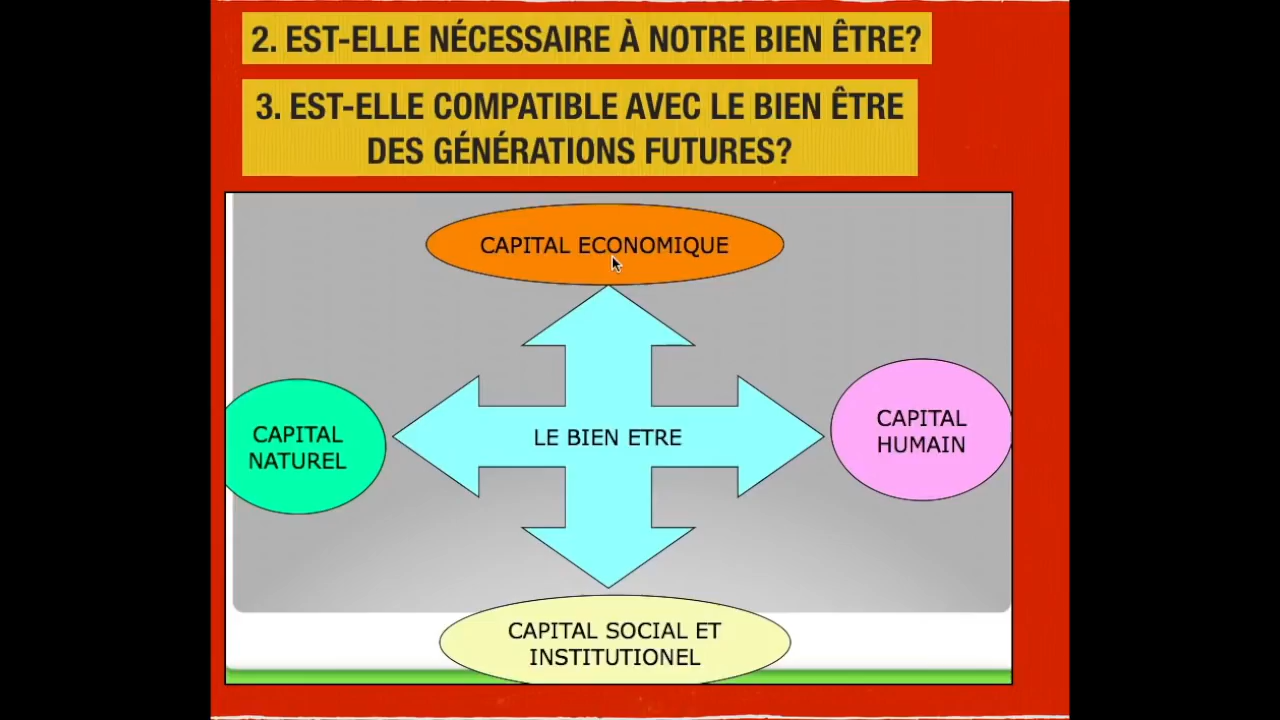 2. EST-ELLE NÉCESSAIRE À NOTRE BIEN ÊTRE?
3. EST-ELLE COMPATIBLE AVEC LE BIEN ÊTRE
DES GÉNÉRATIONS FUTURES?
CAPITAL ECONOMIQUE
CAPITAL
NATUREL
LE BIEN ETRE
CAPITAL
HUMAIN
CAPITAL SOCIAL ET
INSTITUTIONEL